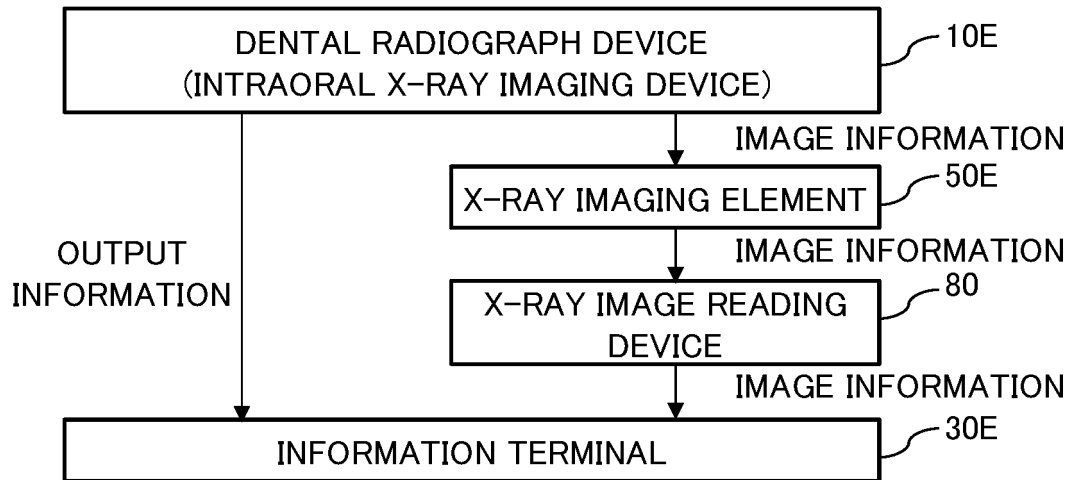 DENTAL RADIOGRAPH DEVICE
(INTRAORAL X-RAY IMAGING DEVICE)
10E
IMAGE INFORMATION
50E
X-RAY IMAGING ELEMENT
IMAGE INFORMATION
OUTPUT
INFORMATION
80
X-RAY IMAGE READING
DEVICE
IMAGE INFORMATION
30E
INFORMATION TERMINAL